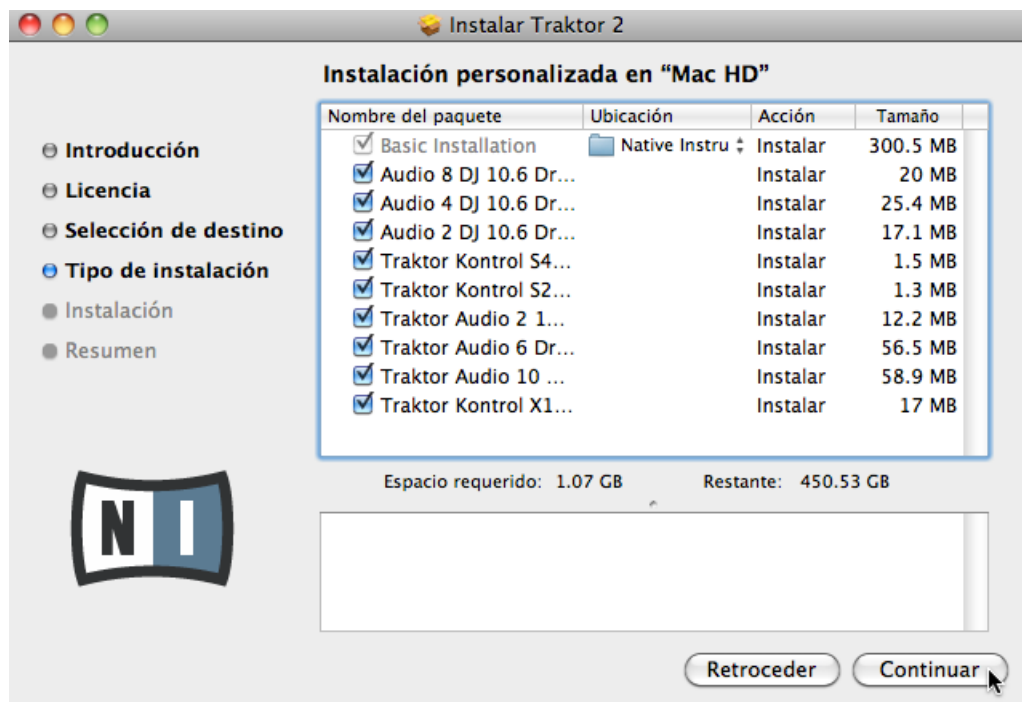 Instalar Traktor 2
Instalación personalizada en “Mac HD”
Introducción
Licencia
Selección de destino
Tipo de instalación
Instalación
Resumen
Nombre del paquete Ubicación Acción Tamaño
Basic Installation Native Instru Instalar 300.5 MB
Audio 8 DJ 10.6 Dr... Instalar 20 MB
Audio 4 DJ 10.6 Dr... Instalar 25.4 MB
Audio 2 DJ 10.6 Dr... Instalar 17.1 MB
Traktor Kontrol S4... Instalar 1.5 MB
Traktor Kontrol S2... Instalar 1.3 MB
Traktor Audio 2 1... Instalar 12.2 MB
Traktor Audio 6 Dr... Instalar 56.5 MB
Traktor Audio 10 ... Instalar 58.9 MB
Traktor Kontrol X1... Instalar 17 MB
Espacio requerido: 1.07 GB Restante: 450.53 GB
NI
Retroceder Continuar